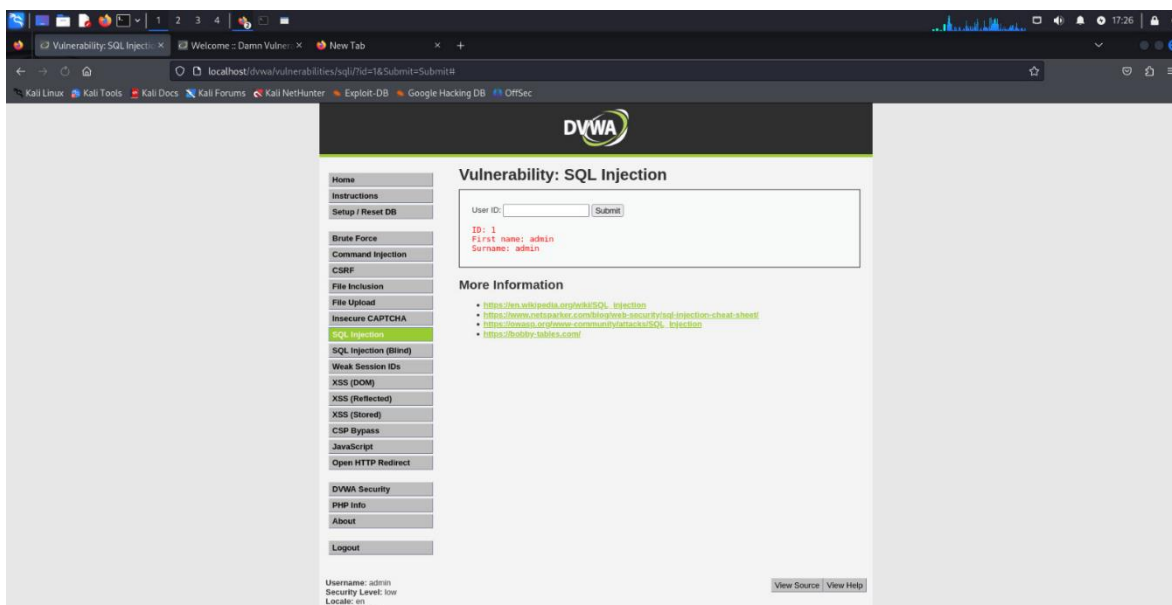 1 2 3 4
17:26
Vulnerability: SQL Injectic
Welcome :: Damn Vulner
New Tab
localhost/dvwa/vulnerabilities/sqli/?id=1&Submit=Submit#
Kali Linux Kali Tools Kali Docs Kali Forums Kali NetHunter Exploit-DB Google Hacking DB OffSec
DVWA
Home
Instructions
Setup / Reset DB
Brute Force
Command Injection
CSRF
File Inclusion
File Upload
Insecure CAPTCHA
SQL Injection
SQL Injection (Blind)
Weak Session IDs
XSS (DOM)
XSS (Reflected)
XSS (Stored)
CSP Bypass
JavaScript
Open HTTP Redirect
DVWA Security
PHP Info
About
Logout
Username: admin
Security Level: low
Locale: en
Vulnerability: SQL Injection
User ID: Submit
ID: 1
First name: admin
Surname: admin
More Information
https://en.wikipedia.org/wiki/SQL_injection
https://www.netsparker.com/blog/web-security/sql-injection-cheat-sheet/
https://owasp.org/www-community/attacks/SQL_Injection
https://bobby-tables.com/
View Source View Help